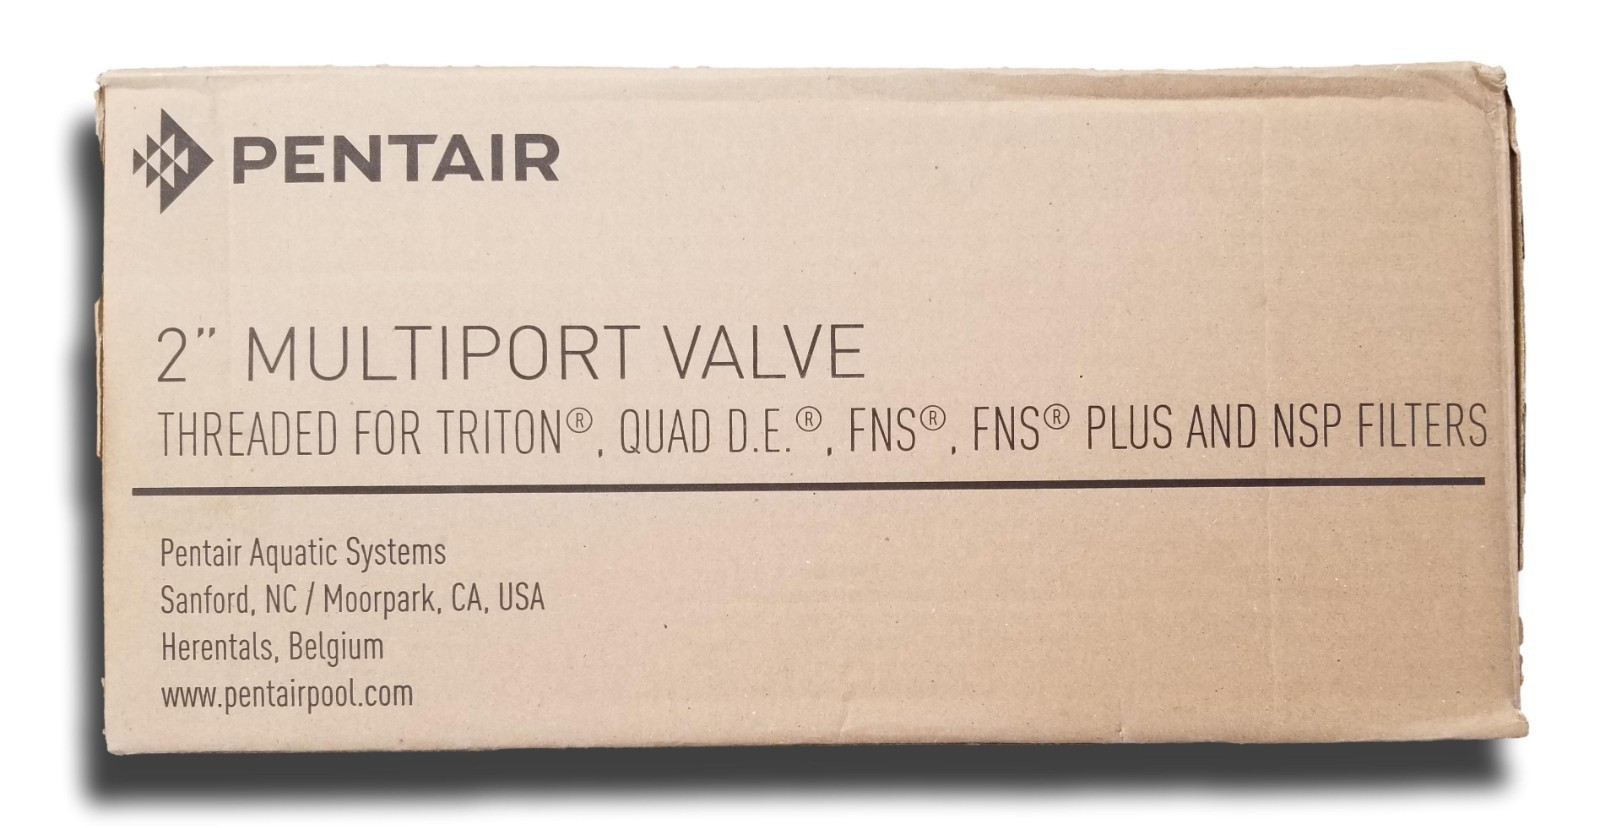 PENTAIR
2” MULTIPORT VALVE
THREADED FOR TRITON®, QUAD D.E.®, FNS®, FNS® PLUS AND NSP FILTERS
Pentair Aquatic Systems
Sanford, NC / Moorpark, CA, USA
Herentals, Belgium
www.pentairpool.com